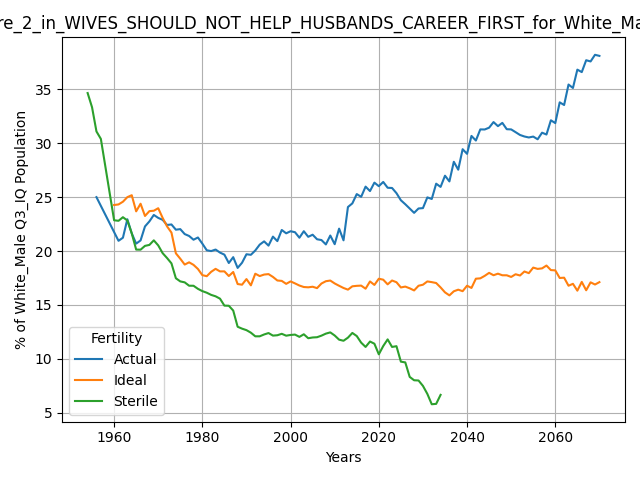 re_2_in_WIVES_SHOULD_NOT_HELP_HUSBANDS_CAREER_FIRST_for_White_Ma
% of White_Male Q3_IQ Population
35
30
25
20
15
10
5
Fertility
Actual
Ideal
Sterile
1960 1980 2000 2020 2040 2060
Years